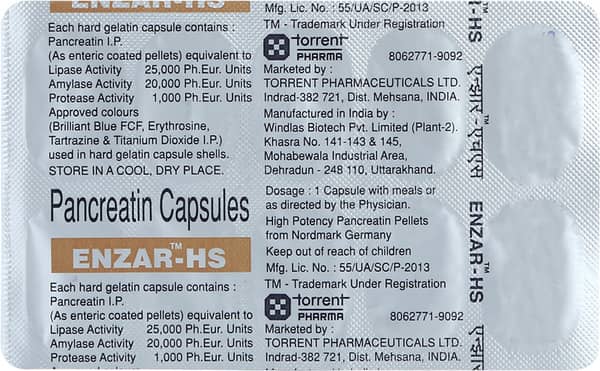 ENZAR-HS
Each hard gelatin capsule contains :
Pancreatin I.P.
(As enteric coated pellets) equivalent to
Lipase Activity 25,000 Ph.Eur. Units
Amylase Activity 20,000 Ph.Eur. Units
Protease Activity 1,000 Ph.Eur. Units
Approved colours
(Brilliant Blue FCF, Erythrosine,
Tartrazine & Titanium Dioxide I.P.)
used in hard gelatin capsule shells.
STORE IN A COOL, DRY PLACE.
Pancreatin Capsules
ENZAR™-HS
Each hard gelatin capsule contains :
Pancreatin I.P.
(As enteric coated pellets) equivalent to
Lipase Activity 25,000 Ph.Eur. Units
Amylase Activity 20,000 Ph.Eur. Units
Protease Activity 1,000 Ph.Eur. Units
Mfg. Lic. No. : 55/UA/SC/P-2013
TM - Trademark Under Registration
torrent
PHARMA 8062771-9092
Marketed by :
TORRENT PHARMACEUTICALS LTD.
Indrad-382 721, Dist. Mehsana, INDIA.
Manufactured in India by :
Windlas Biotech Pvt. Limited (Plant-2).
Khasra No. 141-143 & 145,
Mohabewala Industrial Area,
Dehradun - 248 110, Uttarakhand.
Dosage : 1 Capsule with meals or
as directed by the Physician.
High Potency Pancreatin Pellets
from Nordmark Germany
Keep out of reach of children
Mfg. Lic. No. : 55/UA/SC/P-2013
TM - Trademark Under Registration
torrent
PHARMA 8062771-9092
Marketed by :
TORRENT PHARMACEUTICALS LTD.
Indrad-382 721, Dist. Mehsana, INDIA.
™-HS
एन्ज़ार™-एचएस
ENZAR™-HS